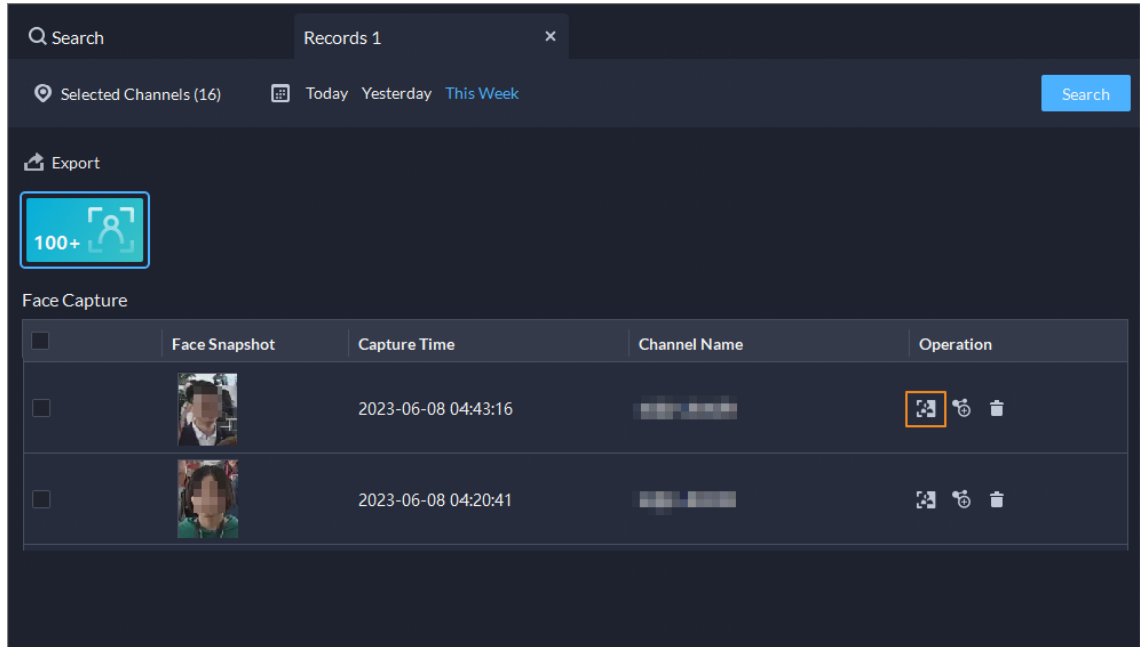 Search
Records 1
Selected Channels (16)
Today Yesterday This Week
Search
Export
100+
Face Capture
Face Snapshot Capture Time Channel Name Operation
2023-06-08 04:43:16
2023-06-08 04:20:41